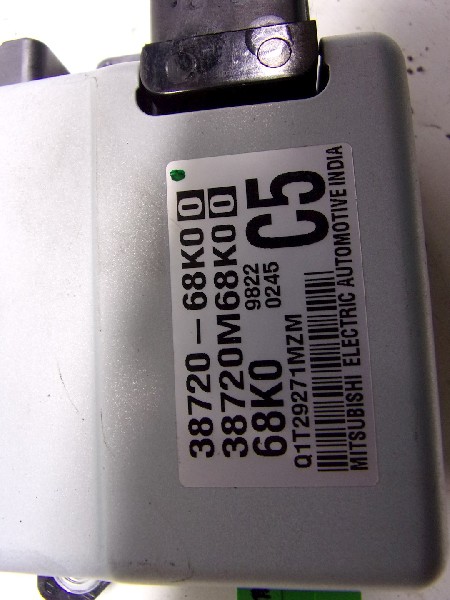 38720-68K00
38720M68K00
68K0 9822 0245 C5
Q1T29271MZM
MITSUBISHI ELECTRIC AUTOMOTIVE INDIA